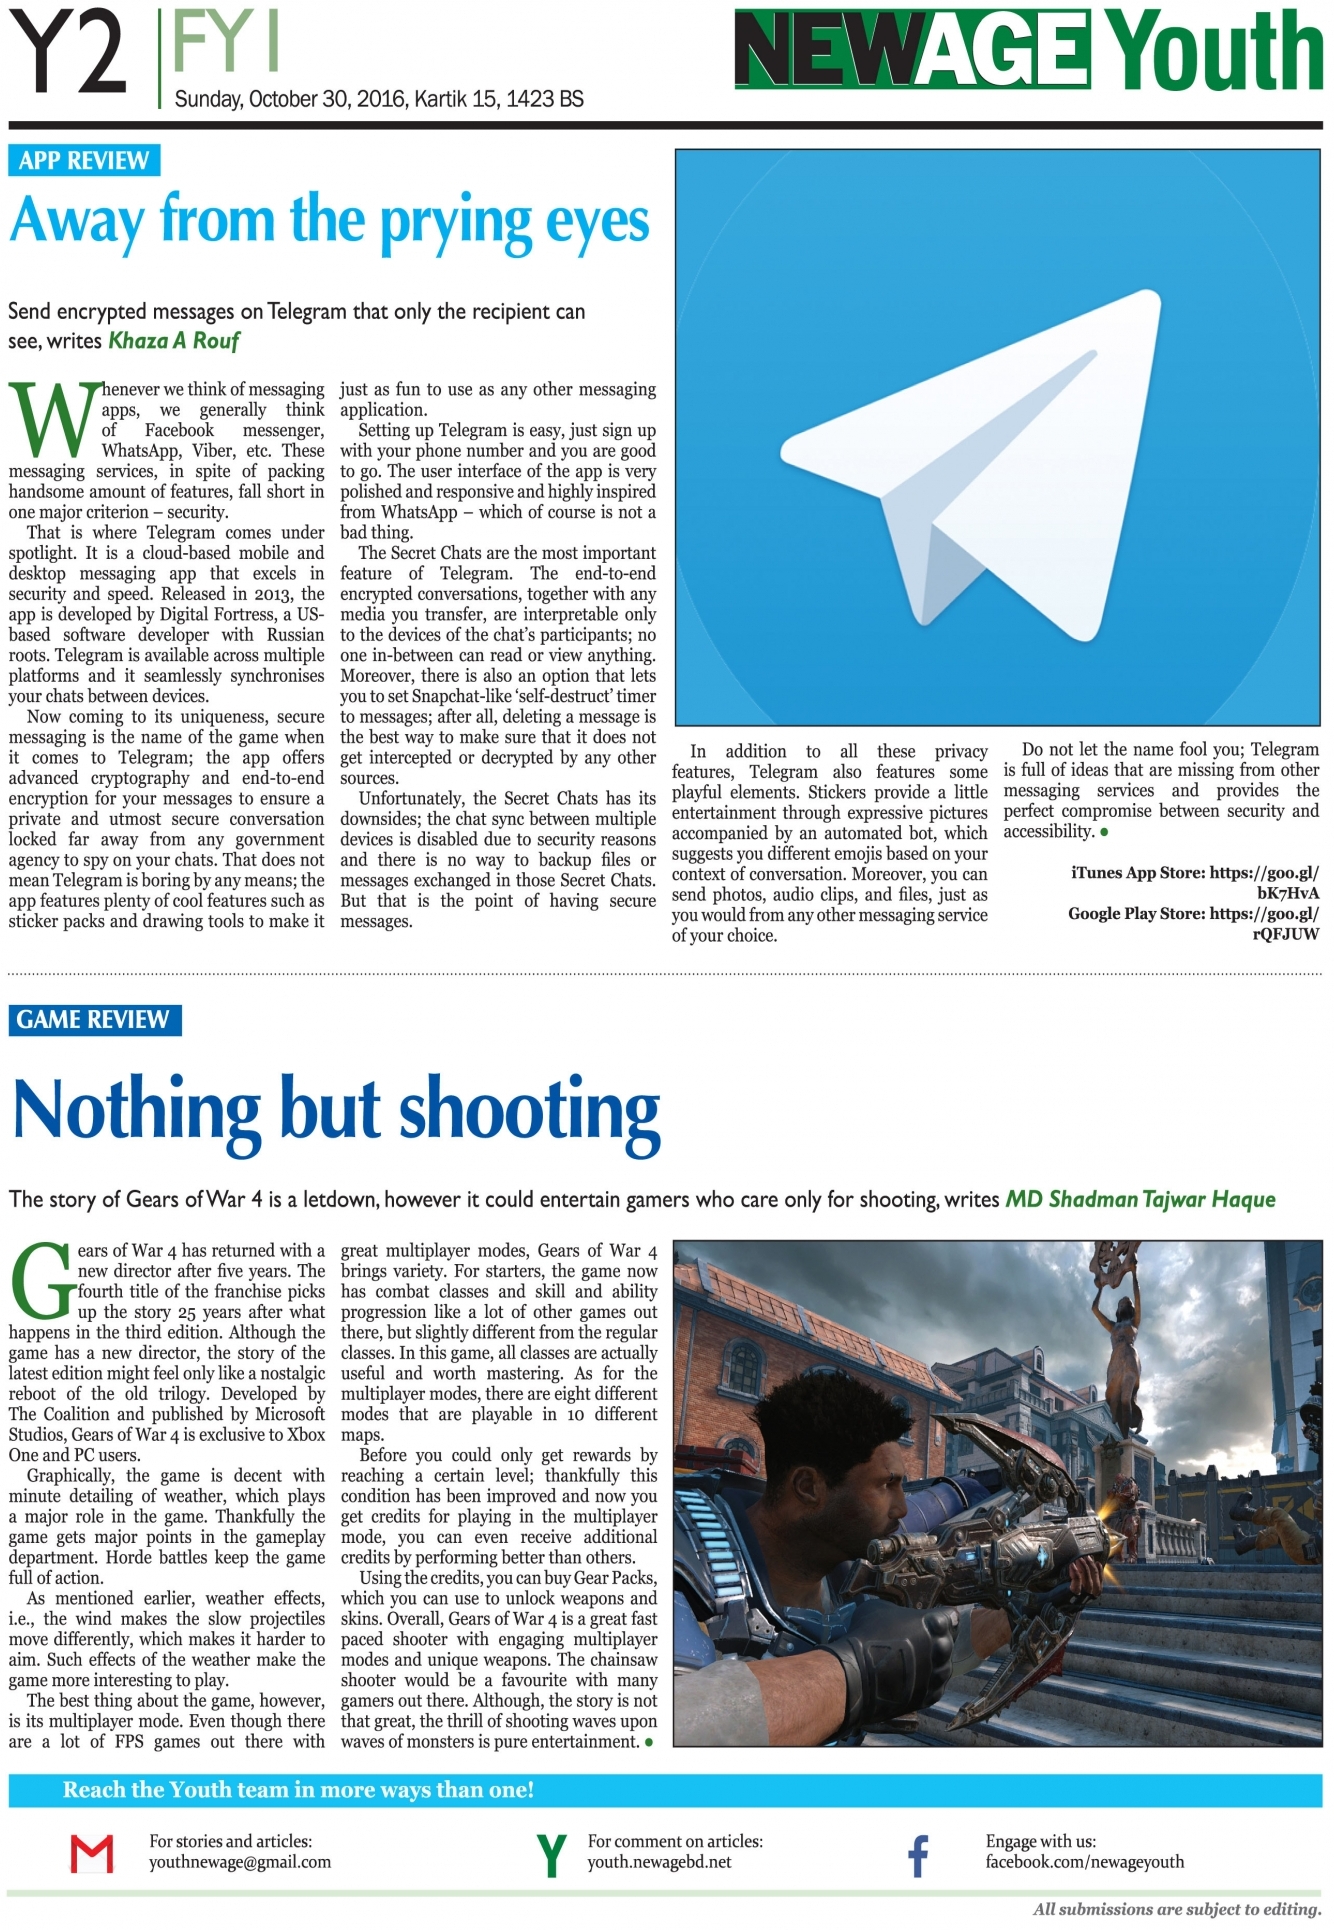 Y2
FYI
Sunday, October 30, 2016, Kartik 15, 1423 BS
NEWAGE Youth
APP REVIEW
Away from the prying eyes
Send encrypted messages on Telegram that only the recipient can
see, writes Khaza A Rouf
Whenever we think of messaging
apps, we generally think
of Facebook messenger,
WhatsApp, Viber, etc. These
messaging services, in spite of packing
handsome amount of features, fall short in
one major criterion – security.
That is where Telegram comes under
spotlight. It is a cloud-based mobile and
desktop messaging app that excels in
security and speed. Released in 2013, the
app is developed by Digital Fortress, a US-
based software developer with Russian
roots. Telegram is available across multiple
platforms and it seamlessly synchronises
your chats between devices.
Now coming to its uniqueness, secure
messaging is the name of the game when
it comes to Telegram; the app offers
advanced cryptography and end-to-end
encryption for your messages to ensure a
private and utmost secure conversation
locked far away from any government
agency to spy on your chats. That does not
mean Telegram is boring by any means; the
app features plenty of cool features such as
sticker packs and drawing tools to make it
just as fun to use as any other messaging
application.
Setting up Telegram is easy, just sign up
with your phone number and you are good
to go. The user interface of the app is very
polished and responsive and highly inspired
from WhatsApp – which of course is not a
bad thing.
The Secret Chats are the most important
feature of Telegram. The end-to-end
encrypted conversations, together with any
media you transfer, are interpretable only
to the devices of the chat's participants; no
one in-between can read or view anything.
Moreover, there is also an option that lets
you to set Snapchat-like 'self-destruct' timer
to messages; after all, deleting a message is
the best way to make sure that it does not
get intercepted or decrypted by any other
sources.
Unfortunately, the Secret Chats has its
downsides; the chat sync between multiple
devices is disabled due to security reasons
and there is no way to backup files or
messages exchanged in those Secret Chats.
But that is the point of having secure
messages.
In addition to all these privacy
features, Telegram also features some
playful elements. Stickers provide a little
entertainment through expressive pictures
accompanied by an automated bot, which
suggests you different emojis based on your
context of conversation. Moreover, you can
send photos, audio clips, and files, just as
you would from any other messaging service
of your choice.
Do not let the name fool you; Telegram
is full of ideas that are missing from other
messaging services and provides the
perfect compromise between security and
accessibility. ●
iTunes App Store: https://goo.gl/
bK7HvA
Google Play Store: https://goo.gl/
rQFJUW
GAME REVIEW
Nothing but shooting
The story of Gears of War 4 is a letdown, however it could entertain gamers who care only for shooting, writes MD Shadman Tajwar Haque
Gears of War 4 has returned with a
new director after five years. The
fourth title of the franchise picks
up the story 25 years after what
happens in the third edition. Although the
game has a new director, the story of the
latest edition might feel only like a nostalgic
reboot of the old trilogy. Developed by
The Coalition and published by Microsoft
Studios, Gears of War 4 is exclusive to Xbox
One and PC users.
Graphically, the game is decent with
minute detailing of weather, which plays
a major role in the game. Thankfully the
game gets major points in the gameplay
department. Horde battles keep the game
full of action.
As mentioned earlier, weather effects,
i.e., the wind makes the slow projectiles
move differently, which makes it harder to
aim. Such effects of the weather make the
game more interesting to play.
The best thing about the game, however,
is its multiplayer mode. Even though there
are a lot of FPS games out there with
great multiplayer modes, Gears of War 4
brings variety. For starters, the game now
has combat classes and skill and ability
progression like a lot of other games out
there, but slightly different from the regular
classes. In this game, all classes are actually
useful and worth mastering. As for the
multiplayer modes, there are eight different
modes that are playable in 10 different
maps.
Before you could only get rewards by
reaching a certain level; thankfully this
condition has been improved and now you
get credits for playing in the multiplayer
mode, you can even receive additional
credits by performing better than others.
Using the credits, you can buy Gear Packs,
which you can use to unlock weapons and
skins. Overall, Gears of War 4 is a great fast
paced shooter with engaging multiplayer
modes and unique weapons. The chainsaw
shooter would be a favourite with many
gamers out there. Although, the story is not
that great, the thrill of shooting waves upon
waves of monsters is pure entertainment. ●
Reach the Youth team in more ways than one!
For stories and articles:
youthnewage@gmail.com
Y
For comment on articles:
youth.newagebd.net
f
Engage with us:
facebook.com/newageyouth
All submissions are subject to editing.